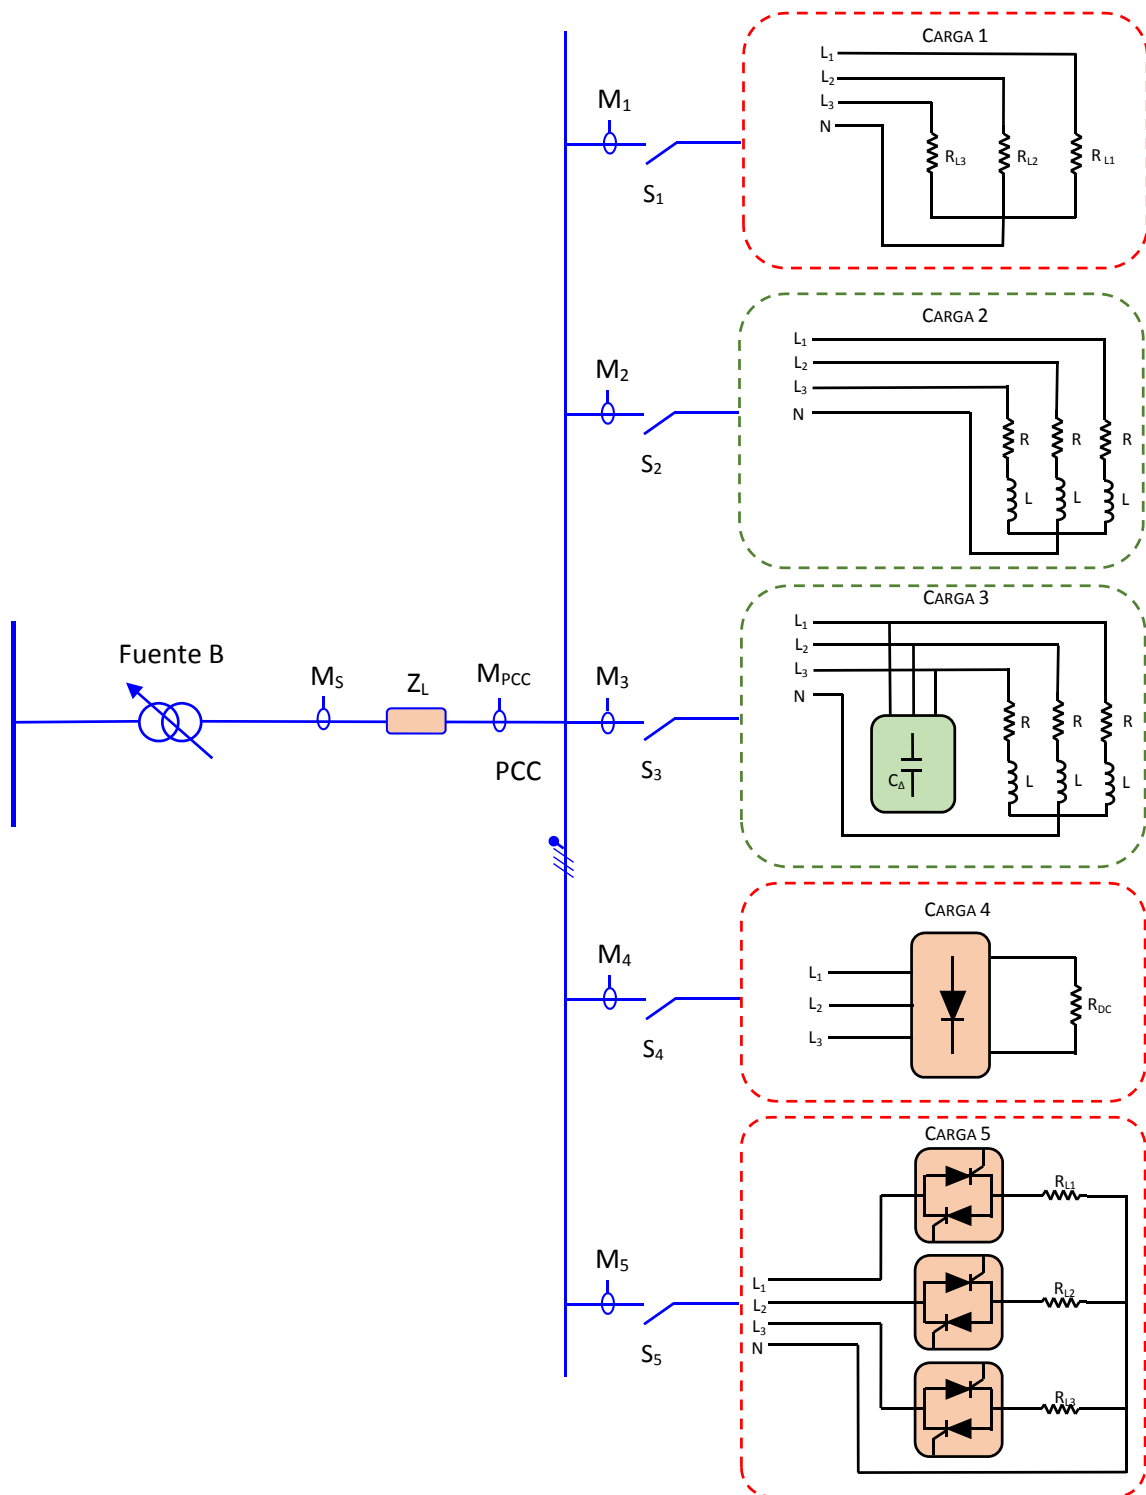 CARGA 1
L1
L2
L3
N
RL3
RL2
RL1
M1
S1
CARGA 2
L1
L2
L3
N
R
R
R
L
L
L
M2
S2
CARGA 3
L1
L2
L3
N
R
R
R
L
L
L
CΔ
M3
S3
Fuente B
MS
ZL
MPCC
PCC
CARGA 4
L1
L2
L3
RDC
M4
S4
CARGA 5
RL1
RL2
RL3
L1
L2
L3
N
M5
S5